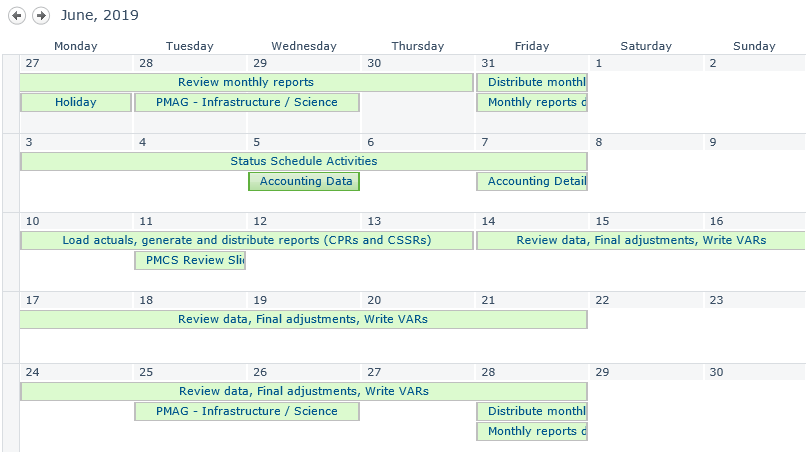 June, 2019
Monday Tuesday Wednesday Thursday Friday Saturday Sunday
27 28 29 30 31 1 2
Review monthly reports Distribute monthl
Holiday PMAG - Infrastructure / Science Monthly reports d
3 4 5 6 7 8 9
Status Schedule Activities
Accounting Data Accounting Detail
10 11 12 13 14 15 16
Load actuals, generate and distribute reports (CPRs and CSSRs) Review data, Final adjustments, Write VARs
PMCS Review Slid
17 18 19 20 21 22 23
Review data, Final adjustments, Write VARs
24 25 26 27 28 29 30
Review data, Final adjustments, Write VARs
PMAG - Infrastructure / Science Distribute monthl
Monthly reports d